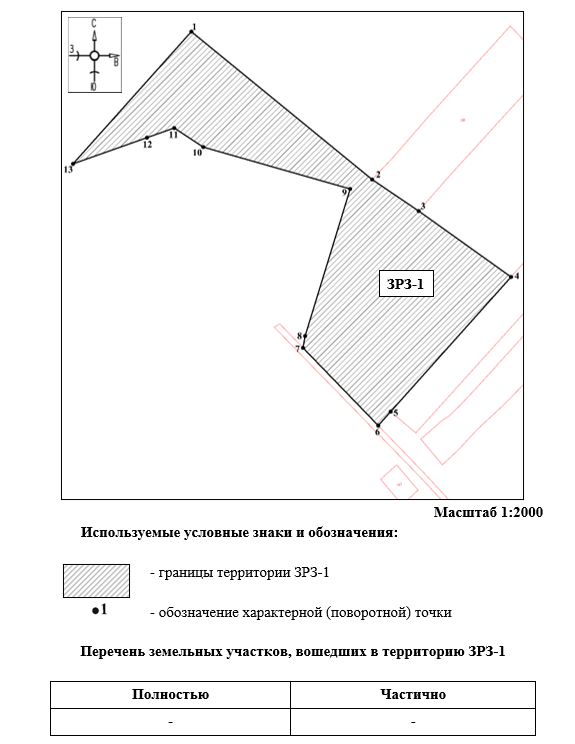 С
З
В
Ю
1
2
3
4
5
6
7
8
9
10
11
12
13
ЗРЗ-1
Масштаб 1:2000
Используемые условные знаки и обозначения:
- границы территории ЗРЗ-1
●1 - обозначение характерной (поворотной) точки
Перечень земельных участков, вошедших в территорию ЗРЗ-1
Полностью Частично
- -